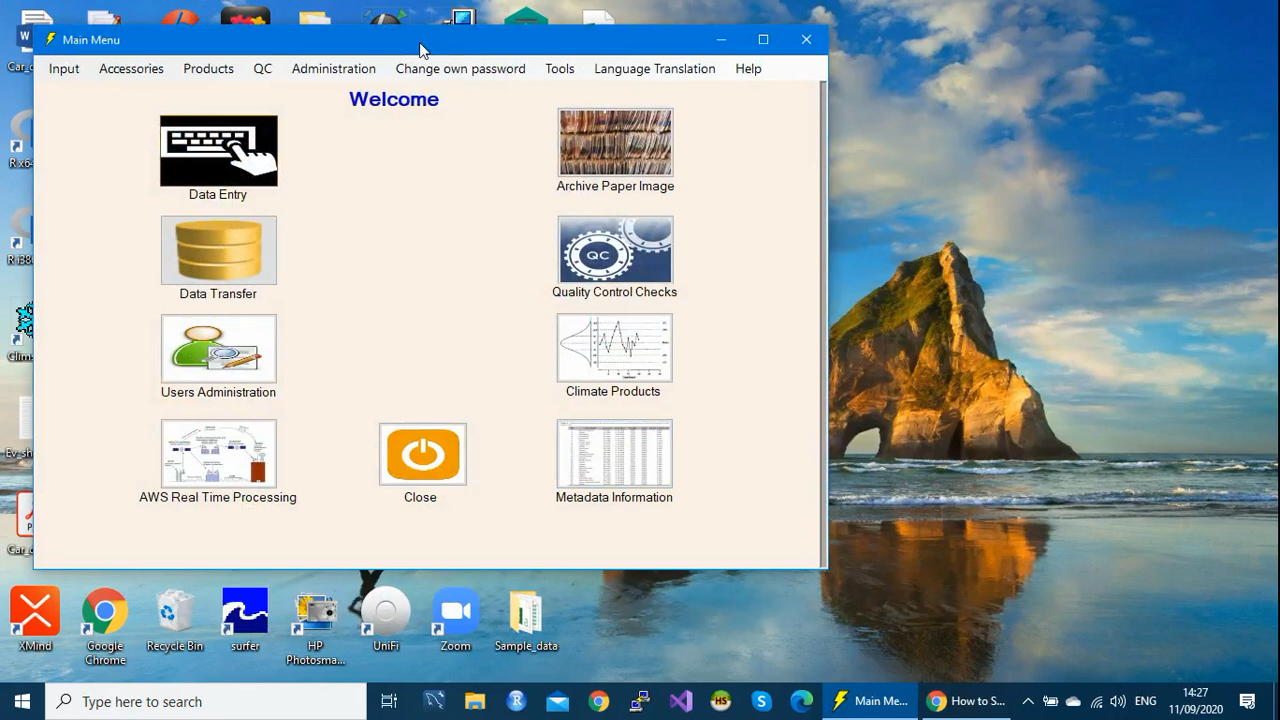 Main Menu
Input Accessories Products QC Administration Change own password Tools Language Translation Help
Welcome
Data Entry
Archive Paper Image
QC
Data Transfer
Quality Control Checks
Users Administration
Climate Products
AWS Real Time Processing
Close
Metadata Information
XMind
Google
Chrome
Recycle Bin
surfer
HP
Photosma...
UniFi
Zoom
Sample_data
Type here to search
HS
Main Me...
How to S...
ENG
14:27
11/09/2020